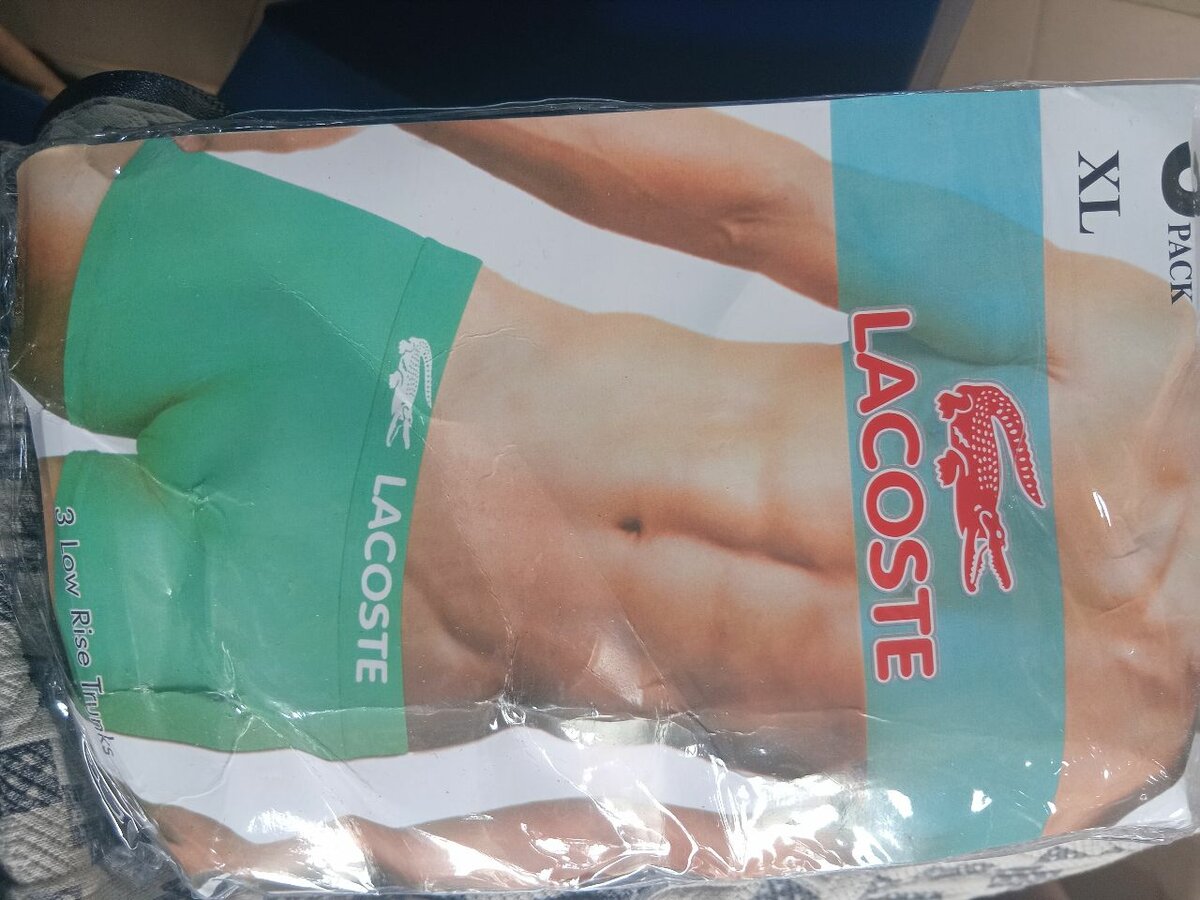 PACK
XL
LACOSTE
LACOSTE
3 Low Rise Trunks